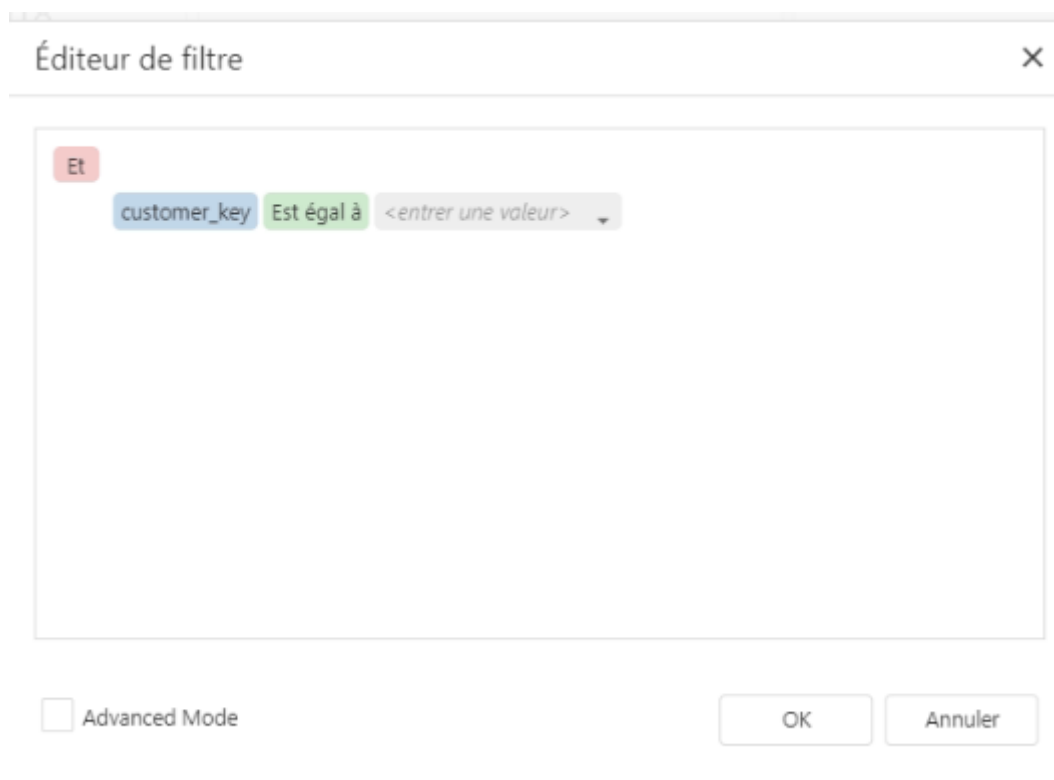 Éditeur de filtre
Et
customer_key Est égal à <entrer une valeur>
Advanced Mode
OK
Annuler